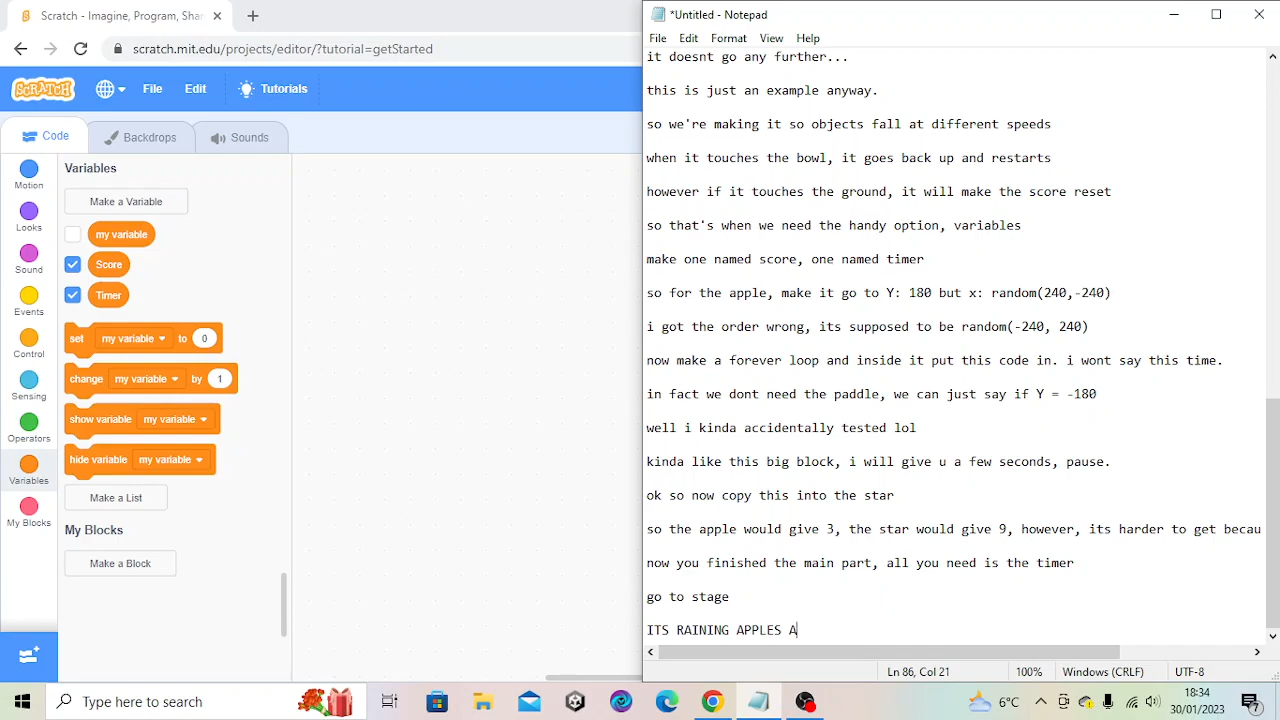 Scratch - Imagine, Program, Shar
*Untitled - Notepad
scratch.mit.edu/projects/editor/?tutorial=getStarted
File Edit Format View Help
SCRATCH File Edit Tutorials
Code Backdrops Sounds
Motion
Looks
Sound
Events
Control
Sensing
Operators
Variables
My Blocks
Variables
Make a Variable
my variable
Score
Timer
set my variable to 0
change my variable by 1
show variable my variable
hide variable my variable
Make a List
My Blocks
Make a Block
it doesnt go any further...
this is just an example anyway.
so we're making it so objects fall at different speeds
when it touches the bowl, it goes back up and restarts
however if it touches the ground, it will make the score reset
so that's when we need the handy option, variables
make one named score, one named timer
so for the apple, make it go to Y: 180 but x: random(240,-240)
i got the order wrong, its supposed to be random(-240, 240)
now make a forever loop and inside it put this code in. i wont say this time.
in fact we dont need the paddle, we can just say if Y = -180
well i kinda accidentally tested lol
kinda like this big block, i will give u a few seconds, pause.
ok so now copy this into the star
so the apple would give 3, the star would give 9, however, its harder to get becau
now you finished the main part, all you need is the timer
go to stage
ITS RAINING APPLES A
Ln 86, Col 21 100% Windows (CRLF) UTF-8
Type here to search
6°C
18:34
30/01/2023
7